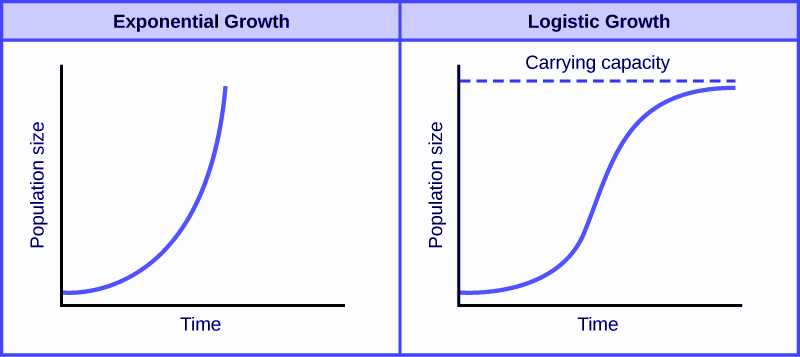 Exponential Growth
Logistic Growth
Population size
Time
Carrying capacity
Population size
Time